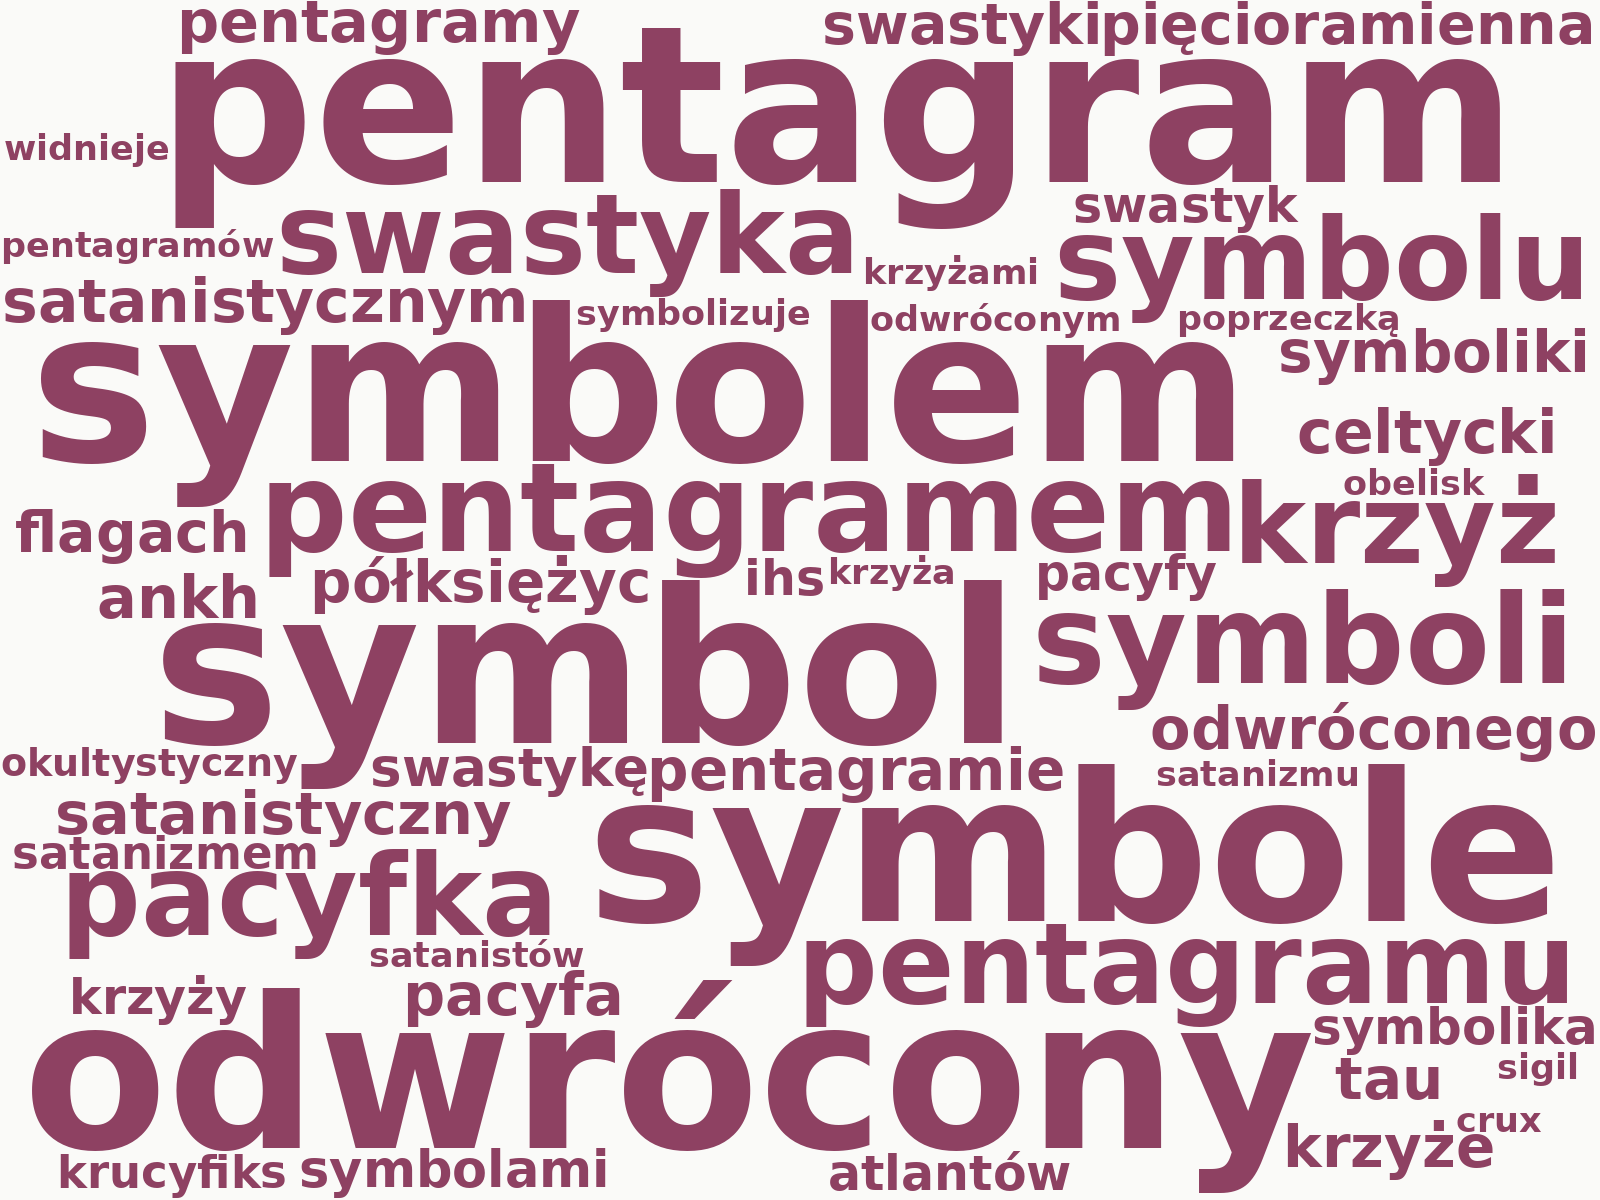 pentagramy swastyki pięcioramienna
pentagram
widnieje
swastyka swastyk
pentagramów krzyżami symbolu
satanistycznym symbolizuje odwróconym poprzeczką
symbolem symboliki
celtycki
pentagramem obelisk
flagach krzyż
ankh półksiężyc ihs krzyża pacyfy
symbol symboli
odwróconego
okultystyczny swastykę pentagramie satanizmu
satanistyczny symbole
satanizmem
pacyfka
satanistów pentagramu
krzyży pacyfa
odwrócony symbolika
tau sigil
crux
krzyże
krucyfiks symbolami atlantów